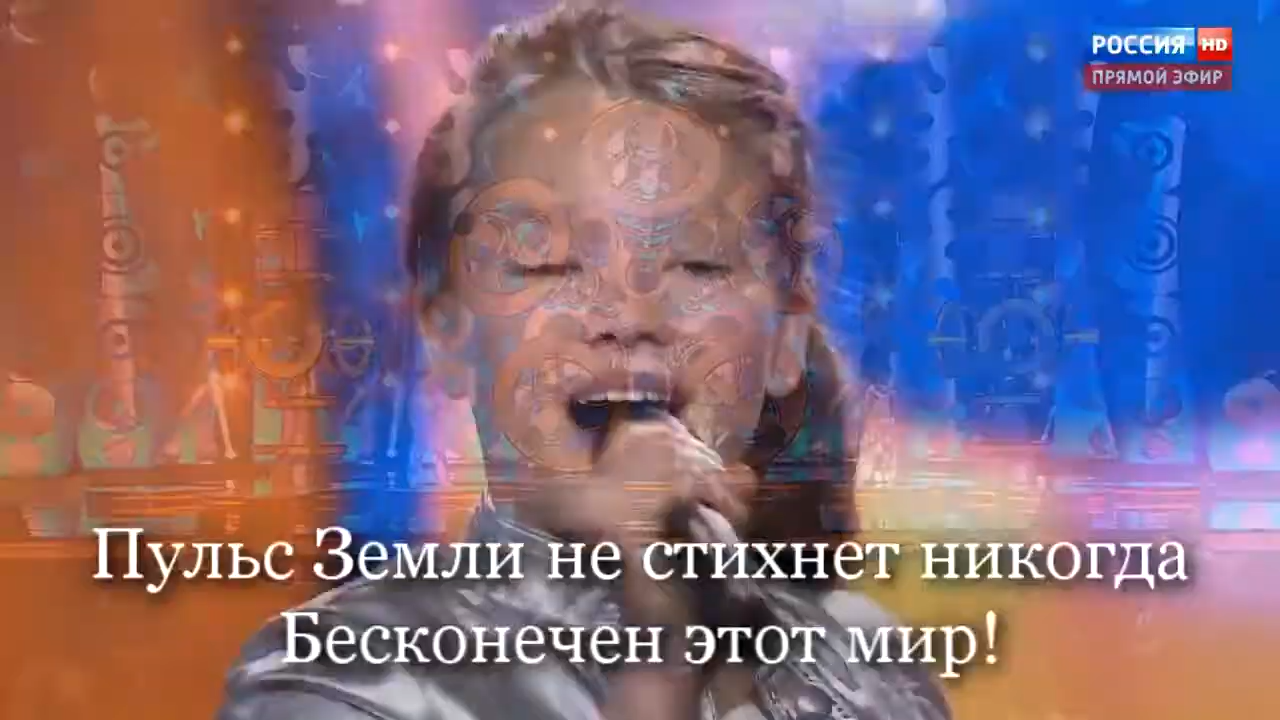 РОССИЯ HD
ПРЯМОЙ ЭФИР
Пульс Земли не стихнет никогда
Бесконечен этот мир!